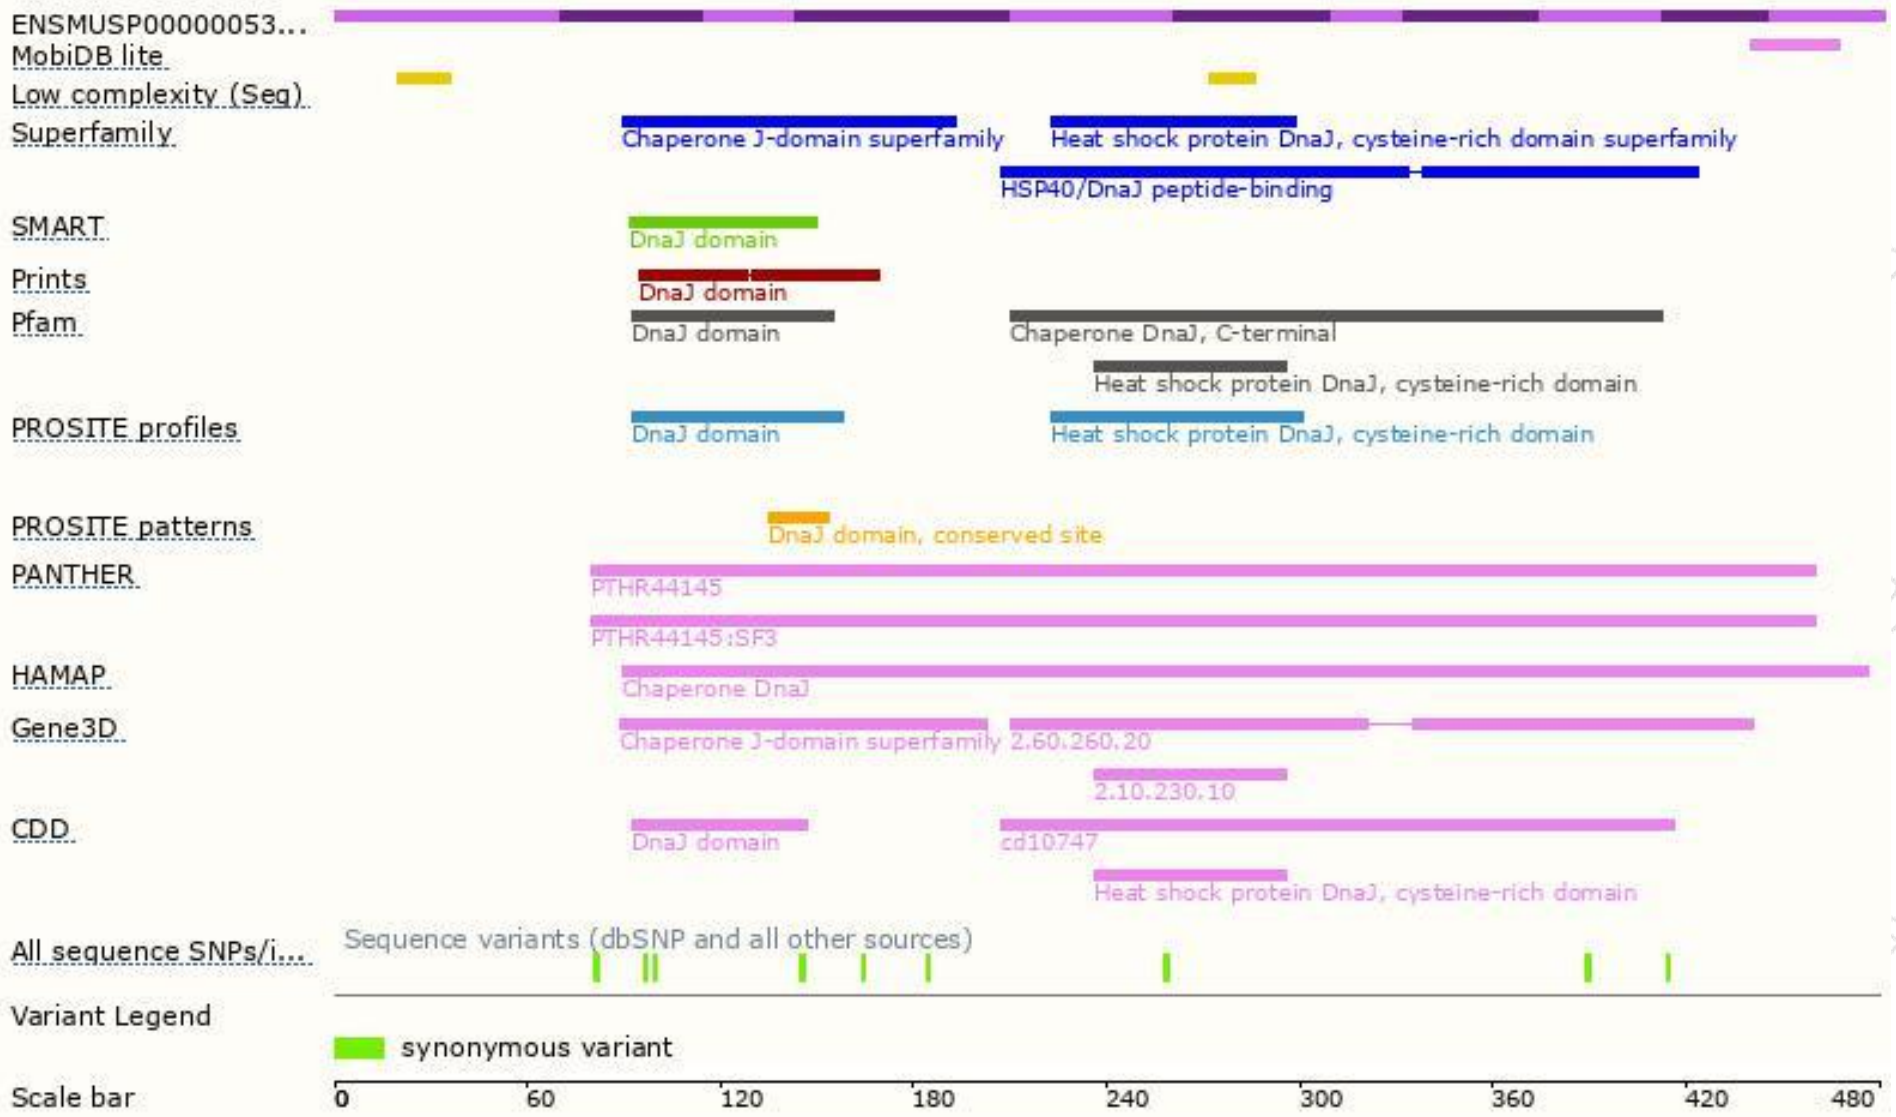 ENSMUSP00000053...
MobiDB lite
Low complexity (Seg)
Superfamily
Chaperone J-domain superfamily
Heat shock protein DnaJ, cysteine-rich domain superfamily
HSP40/DnaJ peptide-binding
SMART
DnaJ domain
Prints
DnaJ domain
Pfam
DnaJ domain
Chaperone DnaJ, C-terminal
Heat shock protein DnaJ, cysteine-rich domain
PROSITE profiles
DnaJ domain
Heat shock protein DnaJ, cysteine-rich domain
PROSITE patterns
DnaJ domain, conserved site
PANTHER
PTHR44145
PTHR44145:SF3
HAMAP
Chaperone DnaJ
Gene3D
Chaperone J-domain superfamily
2.60.260.20
2.10.230.10
CDD
DnaJ domain
cd10747
Heat shock protein DnaJ, cysteine-rich domain
All sequence SNPs/i...
Sequence variants (dbSNP and all other sources)
Variant Legend
synonymous variant
Scale bar
0 60 120 180 240 300 360 420 480